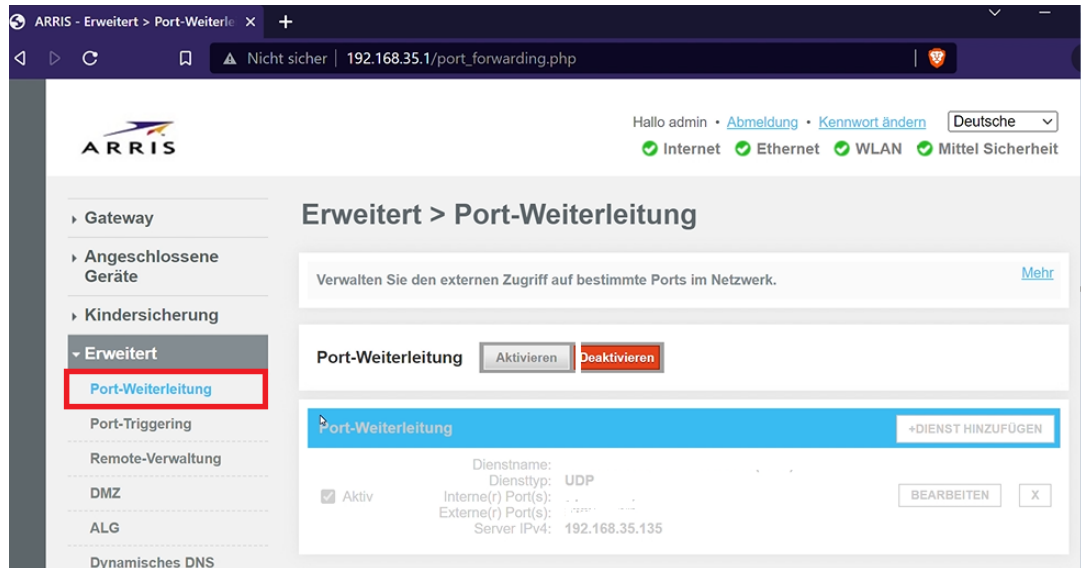 ARRIS - Erweitert > Port-Weiterle
Nicht sicher 192.168.35.1/port_forwarding.php
ARRIS
Hallo admin • Abmeldung • Kennwort ändern Deutsche
Internet Ethernet WLAN Mittel Sicherheit
Gateway
Angeschlossene
Geräte
Kindersicherung
Erweitert
Port-Weiterleitung
Port-Triggering
Remote-Verwaltung
DMZ
ALG
Dynamisches DNS
Erweitert > Port-Weiterleitung
Verwalten Sie den externen Zugriff auf bestimmte Ports im Netzwerk. Mehr
Port-Weiterleitung Aktivieren Deaktivieren
Port-Weiterleitung +DIENST HINZUFÜGEN
Dienstname:
Diensttyp: UDP
Aktiv Interne(r) Port(s): BEARBEITEN X
Externe(r) Port(s):
Server IPv4: 192.168.35.135